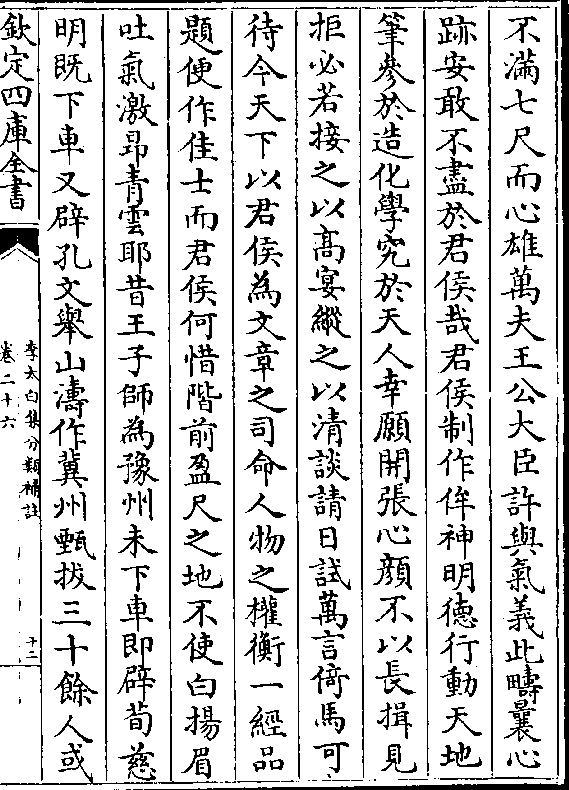 不滿七尺而心雄萬夫王公大臣許與氣義此疇曩心
跡安敢不盡於君侯哉君侯制作侔神明德行動天地
筆參於造化學究於天人幸願開張心顔不以長揖見
拒必若接之以髙宴縱之以清談請日試萬言倚馬可
待今天下以君侯為文章之司命人物之權衡一經品
題便作佳士而君侯何惜階前盈尺之地不使白揚眉
吐氣激昻青雲耶昔王子師為豫州未下車即辟荀慈
明既下車又辟孔文舉山濤作冀州甄拔三十餘人或
欽定四庫全書
李太白集分類補註
卷二十六
十二